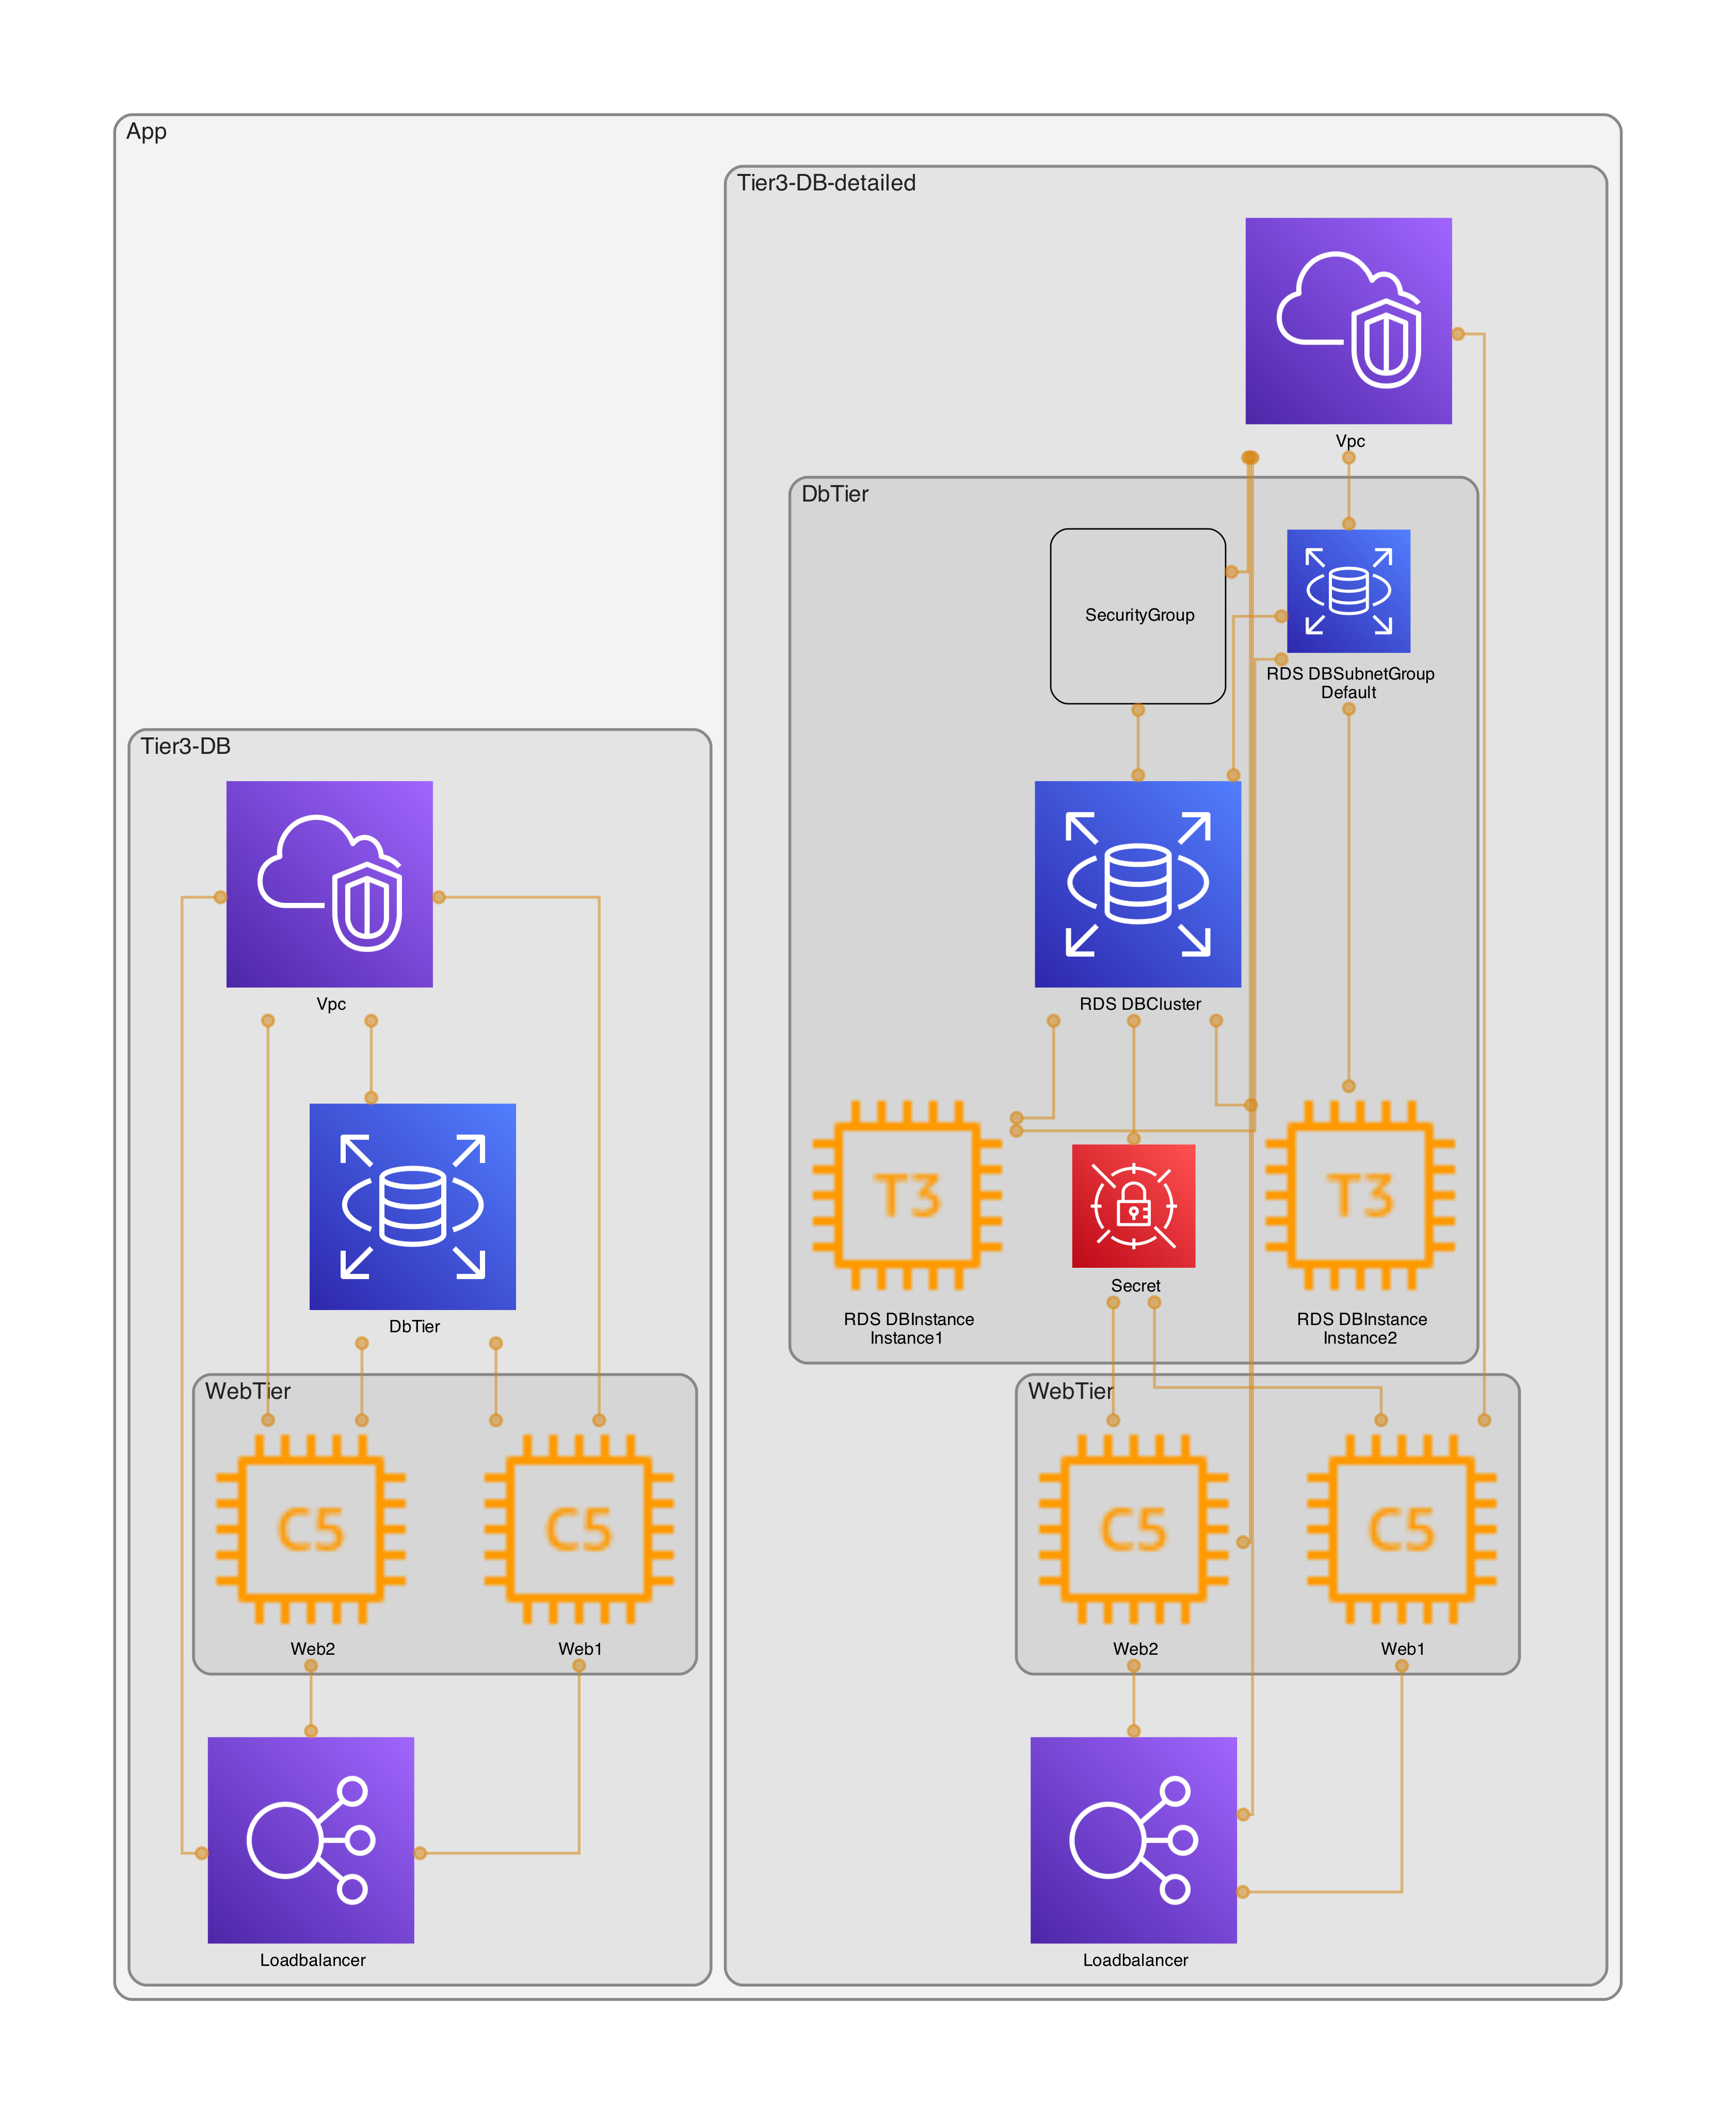 App
Tier3-DB-detailed
Vpc
DbTier
SecurityGroup
RDS DBSubnetGroup
Default
RDS DBCluster
T3
T3
Secret
RDS DBInstance
Instance1
RDS DBInstance
Instance2
WebTier
C5
C5
Web2
Web1
Loadbalancer
Tier3-DB
Vpc
DbTier
WebTier
C5
C5
Web2
Web1
Loadbalancer